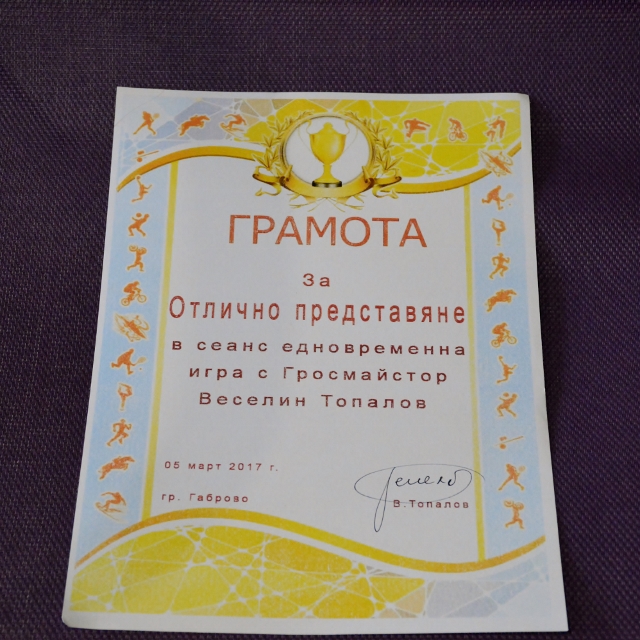 ГРАМОТА
За
Отлично представяне
в сеанс едновременна
игра с Гросмайстор
Веселин Топалов
05 март 2017 г.
гр. Габрово
В.Топалов